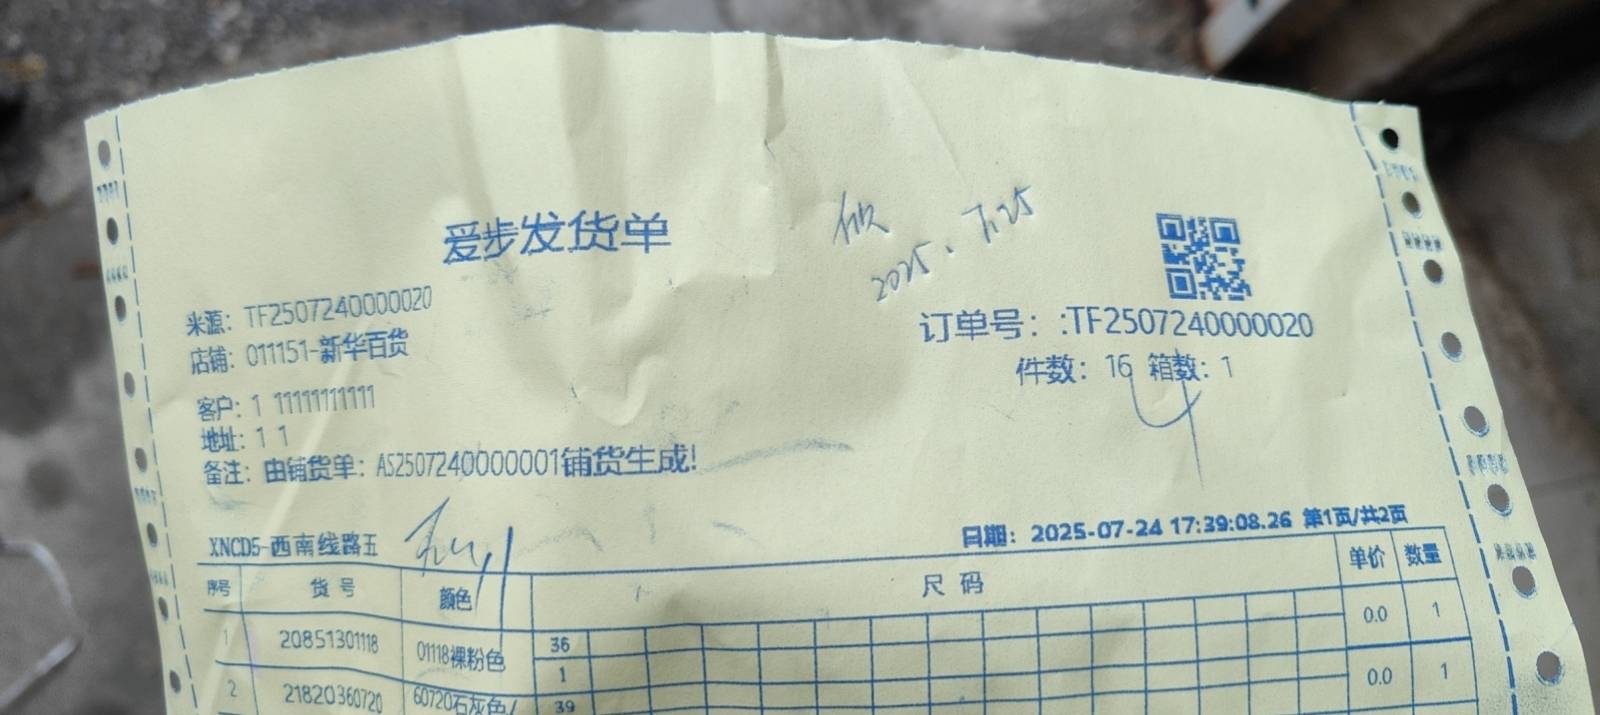 爱步发货单
2025.7.25
来源：TF2507240000020
店铺：011151-新华百货
订单号：:TF2507240000020
件数：16 箱数：1
客户：1 11111111111
地址：1 1
备注：由铺货单：AS2507240000001铺货生成!
XNCD5-西南线路五
日期：2025-07-24 17:39:08.26 第1页/共2页
序号 货号 颜色 尺码 单价 数量
1 20851301118 01118裸粉色 36 0.0 1
1
2 21820360720 60720石灰色/ 39 0.0 1